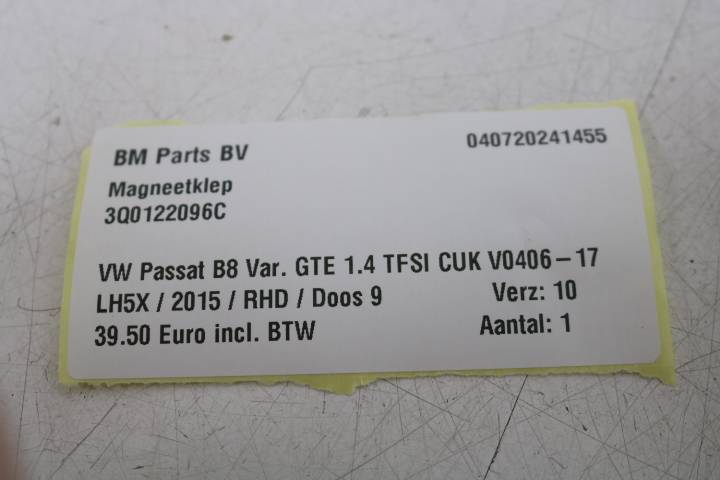 BM Parts BV 040720241455
Magneetklep
3Q0122096C
VW Passat B8 Var. GTE 1.4 TFSI CUK V0406-17
LH5X / 2015 / RHD / Doos 9 Verz: 10
39.50 Euro incl. BTW Aantal: 1